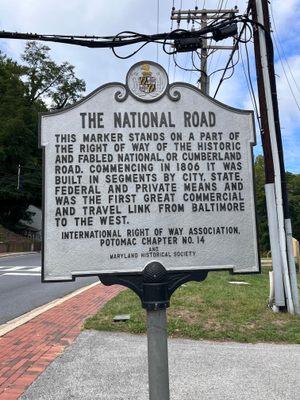 THE NATIONAL ROAD
THIS MARKER STANDS ON A PART OF
THE RIGHT OF WAY OF THE HISTORIC
AND FABLED NATIONAL, OR CUMBERLAND
ROAD. COMMENCING IN 1806 IT WAS
BUILT IN SEGMENTS BY CITY, STATE,
FEDERAL AND PRIVATE MEANS AND
WAS THE FIRST GREAT COMMERCIAL
AND TRAVEL LINK FROM BALTIMORE
TO THE WEST.
INTERNATIONAL RIGHT OF WAY ASSOCIATION,
POTOMAC CHAPTER NO. 14
AND
MARYLAND HISTORICAL SOCIETY